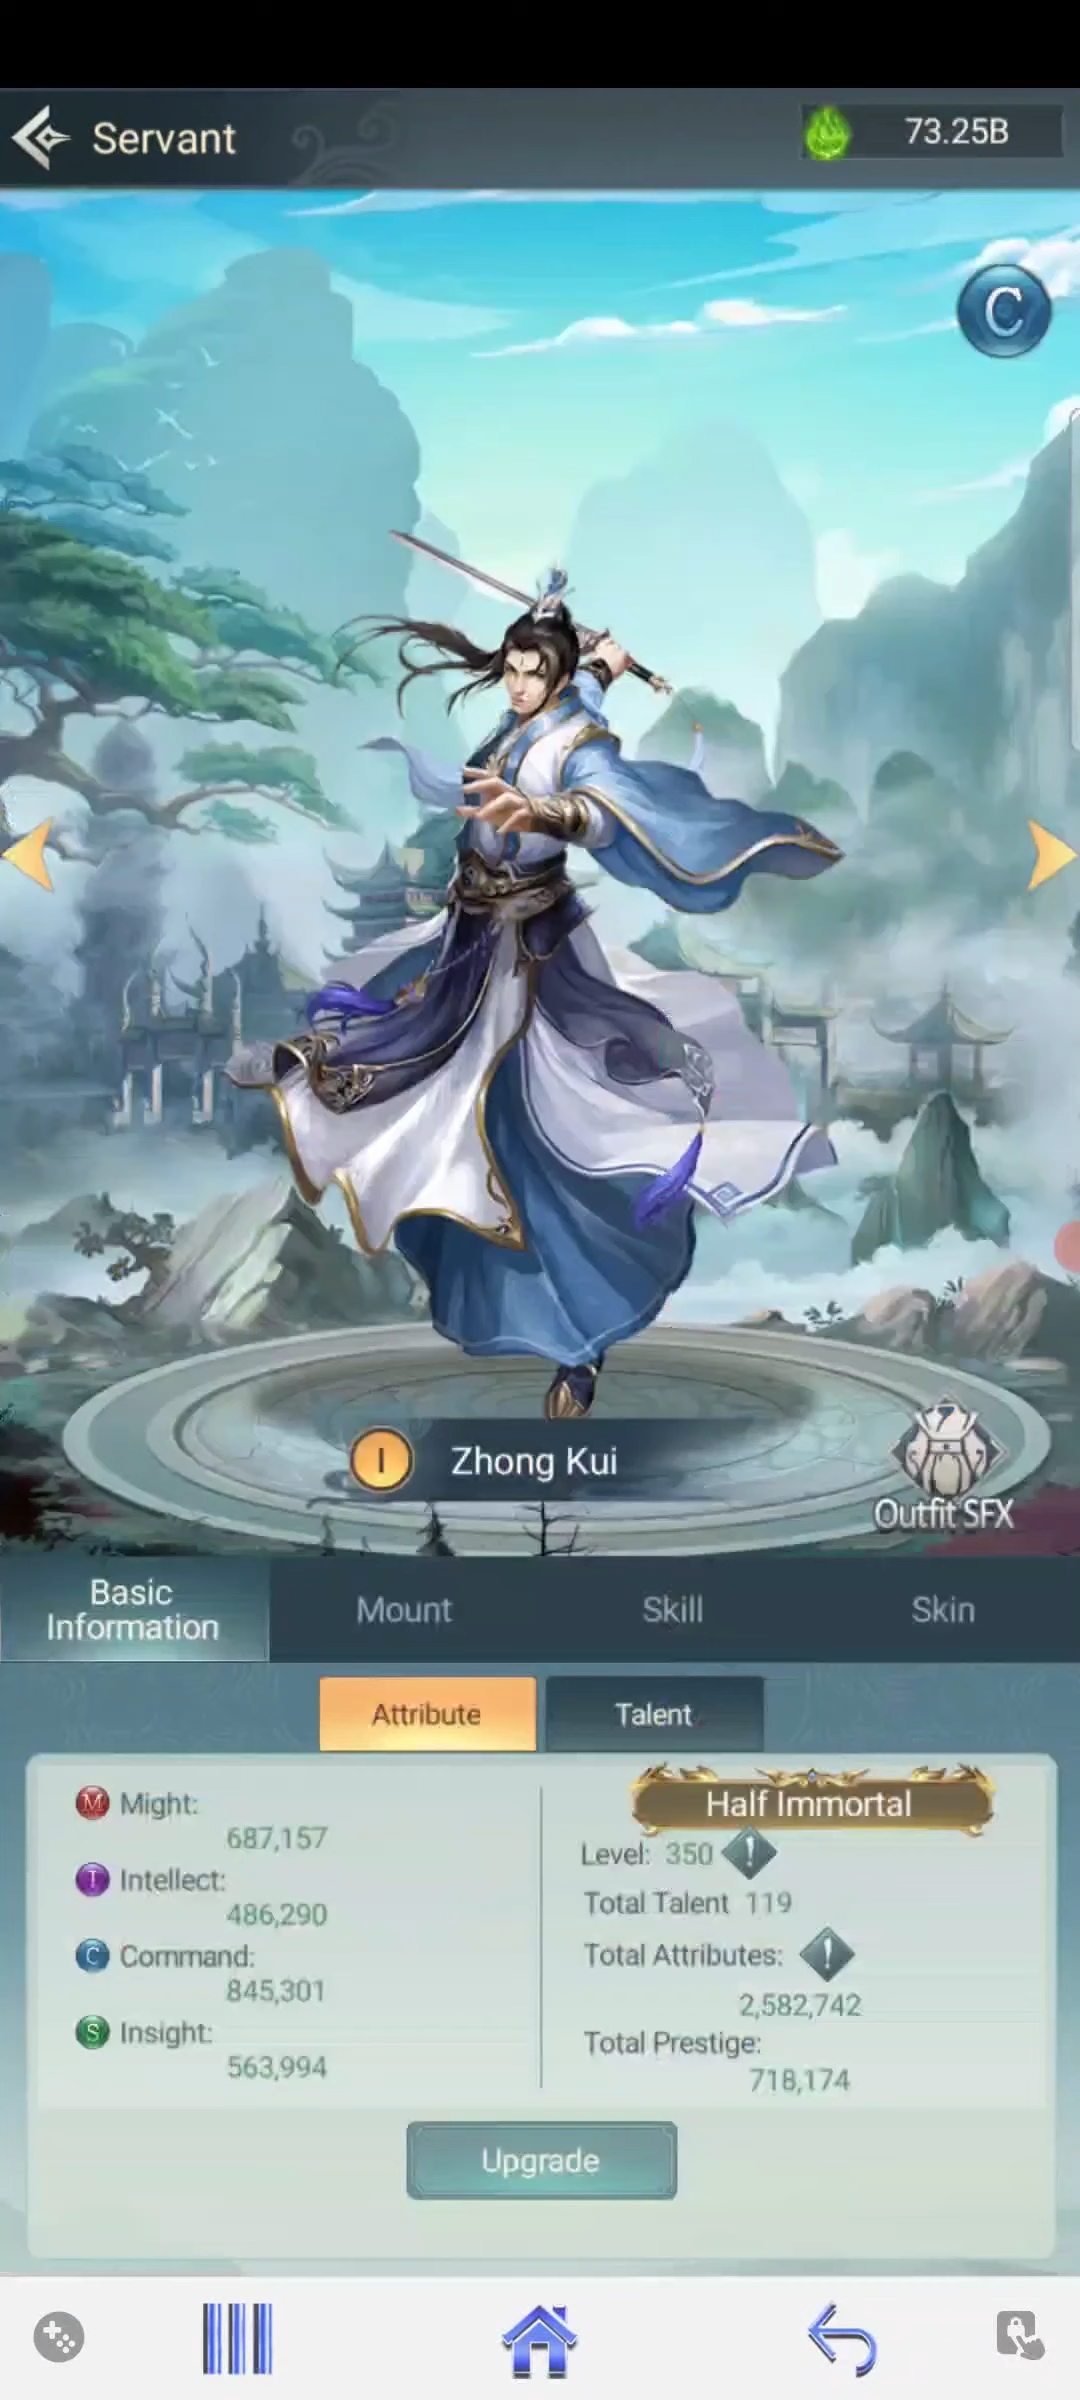 Servant
73.25B
C
I
Zhong Kui
Outfit SFX
Basic
Information
Mount
Skill
Skin
Attribute
Talent
M Might:
687,157
I Intellect:
486,290
C Command:
845,301
S Insight:
563,994
Half Immortal
Level: 350 !
Total Talent 119
Total Attributes: !
2,582,742
Total Prestige:
718,174
Upgrade